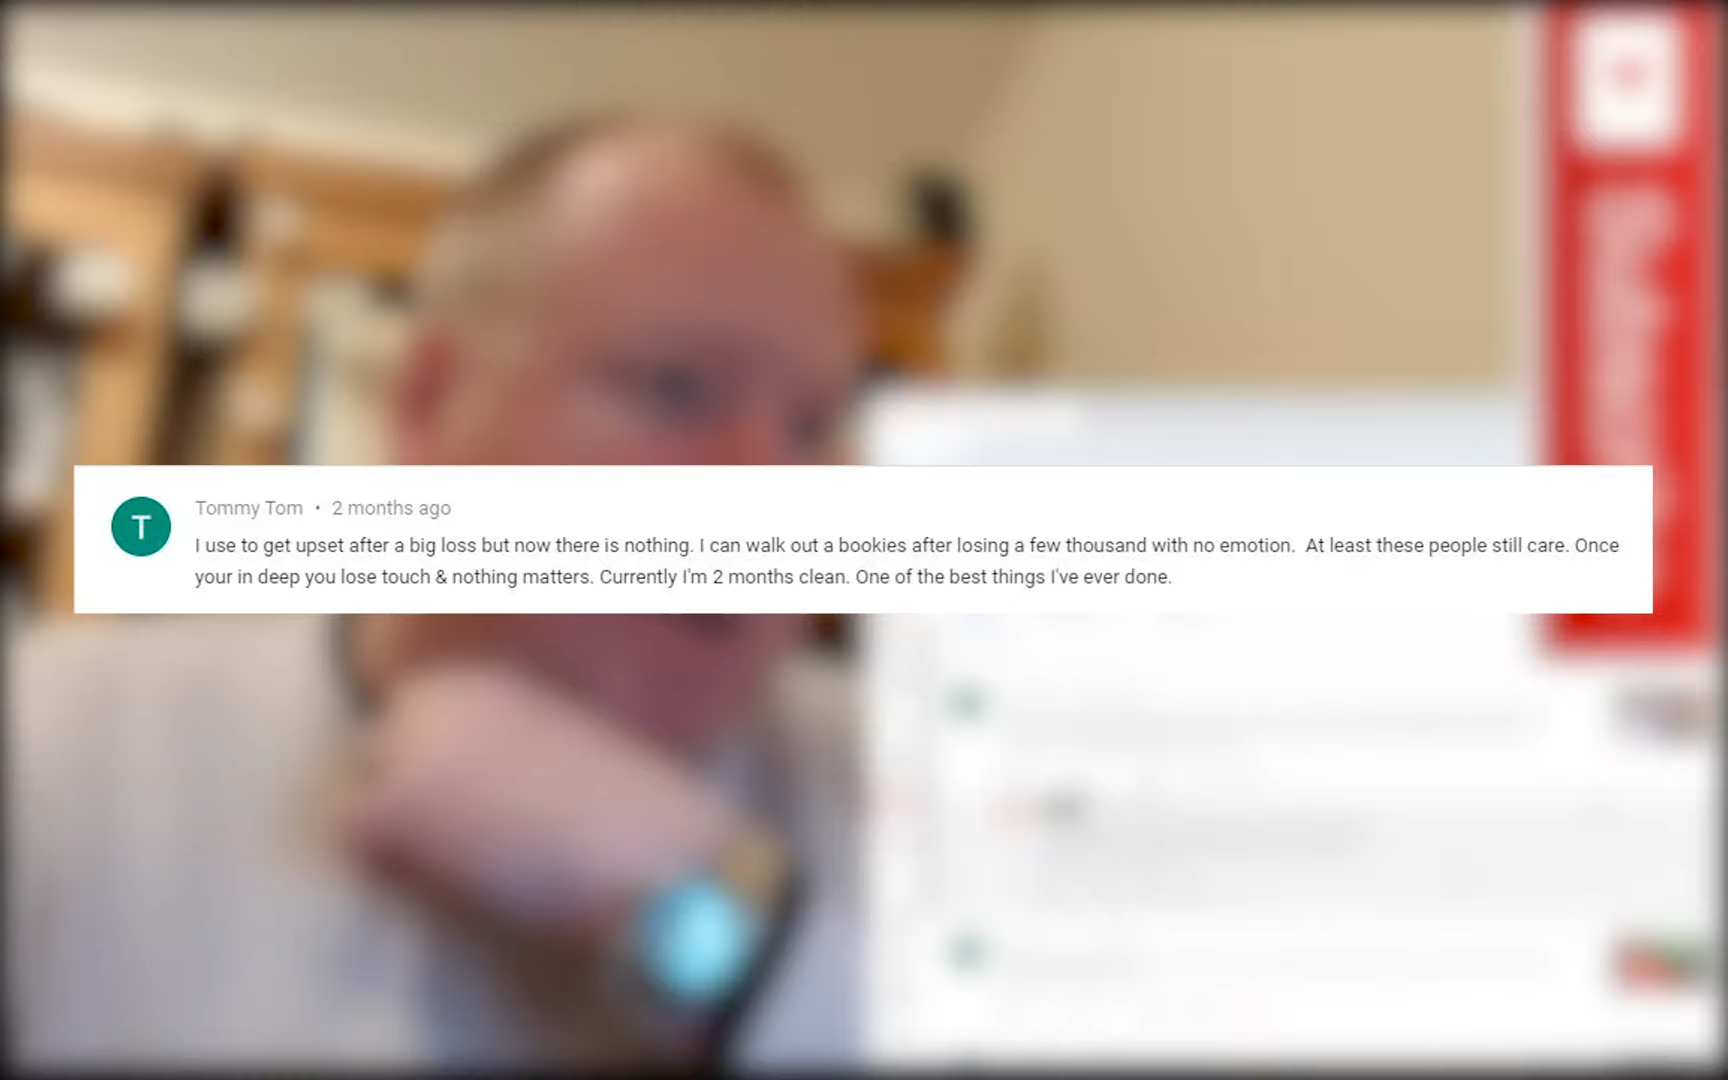 T
Tommy Tom • 2 months ago
I use to get upset after a big loss but now there is nothing. I can walk out a bookies after losing a few thousand with no emotion.  At least these people still care. Once
your in deep you lose touch & nothing matters. Currently I'm 2 months clean. One of the best things I've ever done.